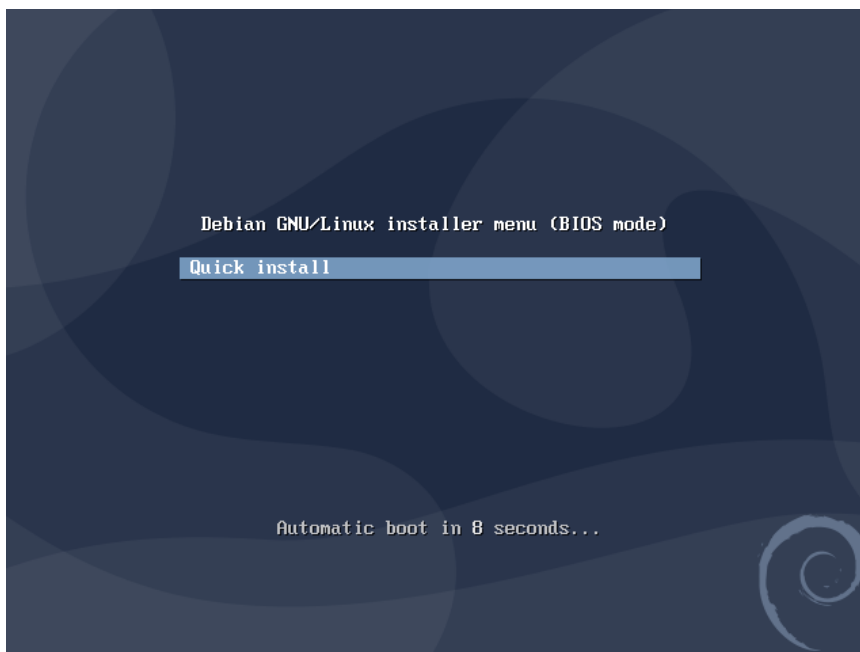 Debian GNU/Linux installer menu (BIOS mode)
Quick install
Automatic boot in 8 seconds...